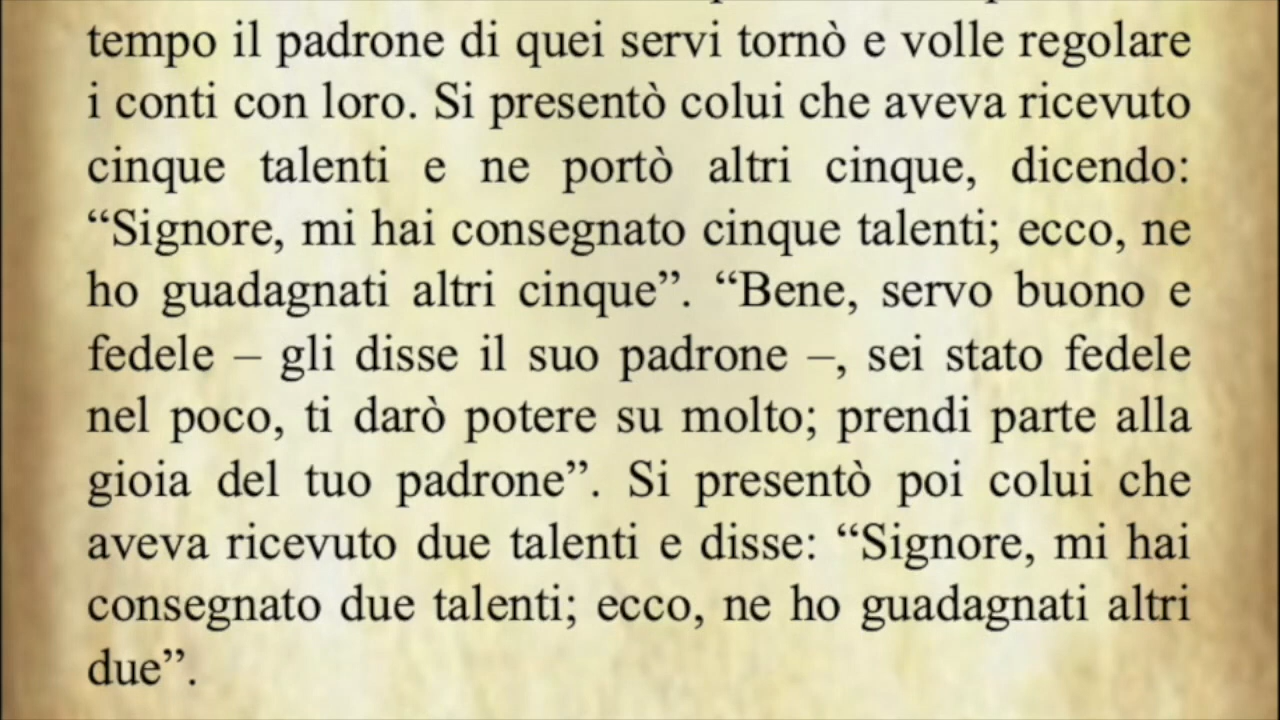 tempo il padrone di quei servi tornò e volle regolare
i conti con loro. Si presentò colui che aveva ricevuto
cinque talenti e ne portò altri cinque, dicendo:
“Signore, mi hai consegnato cinque talenti; ecco, ne
ho guadagnati altri cinque”. “Bene, servo buono e
fedele – gli disse il suo padrone –, sei stato fedele
nel poco, ti darò potere su molto; prendi parte alla
gioia del tuo padrone”. Si presentò poi colui che
aveva ricevuto due talenti e disse: “Signore, mi hai
consegnato due talenti; ecco, ne ho guadagnati altri
due”.